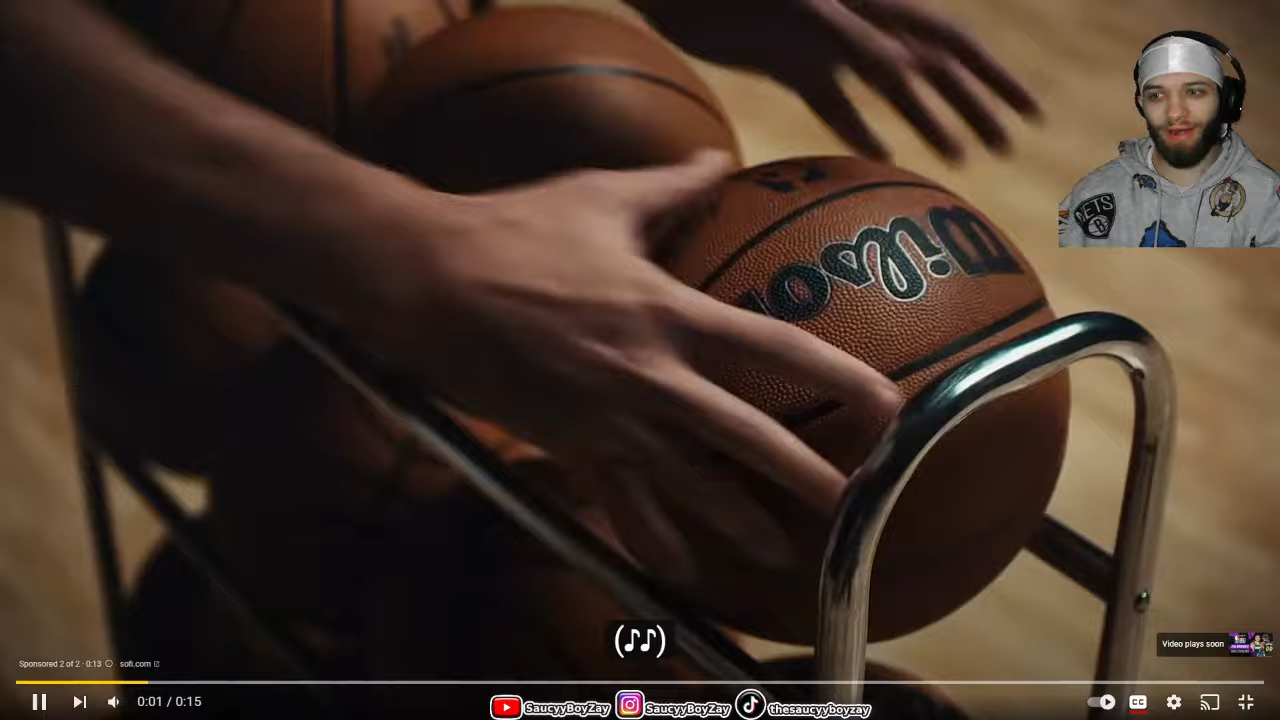 Wilson
NETS
B
(♪♪)
Sponsored 2 of 2 · 0:13
sofi.com
Video plays soon
0:01 / 0:15
SaucyyBoyZay
SaucyyBoyZay
thesaucyyboyzay
CC